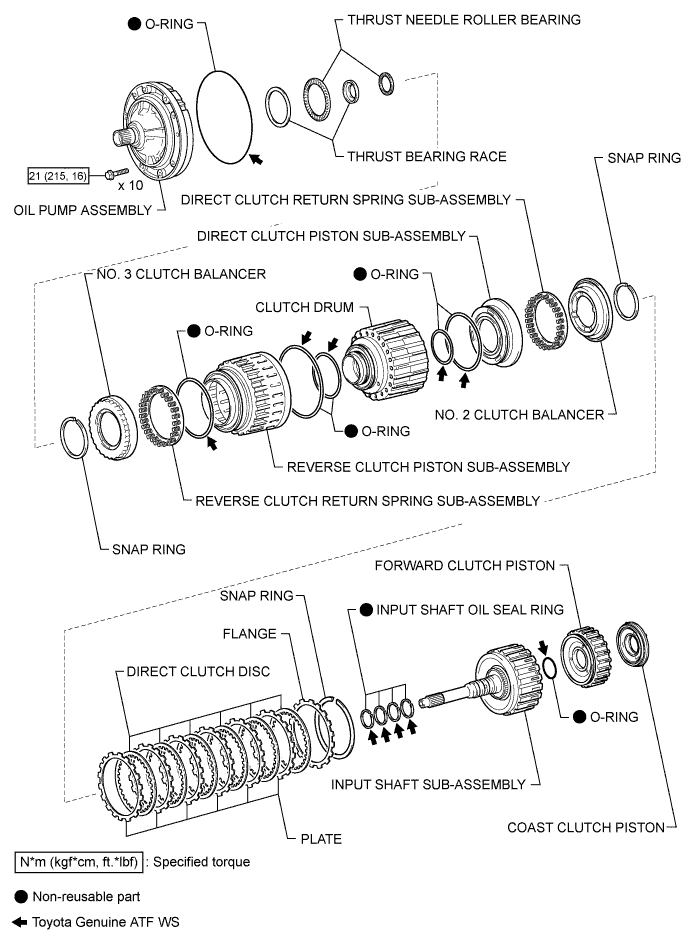 O-RING
THRUST NEEDLE ROLLER BEARING
THRUST BEARING RACE
SNAP RING
21 (215, 16)
x 10
DIRECT CLUTCH RETURN SPRING SUB-ASSEMBLY
OIL PUMP ASSEMBLY
DIRECT CLUTCH PISTON SUB-ASSEMBLY
NO. 3 CLUTCH BALANCER
O-RING
CLUTCH DRUM
O-RING
NO. 2 CLUTCH BALANCER
O-RING
REVERSE CLUTCH PISTON SUB-ASSEMBLY
REVERSE CLUTCH RETURN SPRING SUB-ASSEMBLY
SNAP RING
FORWARD CLUTCH PISTON
SNAP RING
INPUT SHAFT OIL SEAL RING
FLANGE
DIRECT CLUTCH DISC
O-RING
INPUT SHAFT SUB-ASSEMBLY
COAST CLUTCH PISTON
PLATE
N*m (kgf*cm, ft.*lbf) : Specified torque
Non-reusable part
Toyota Genuine ATF WS